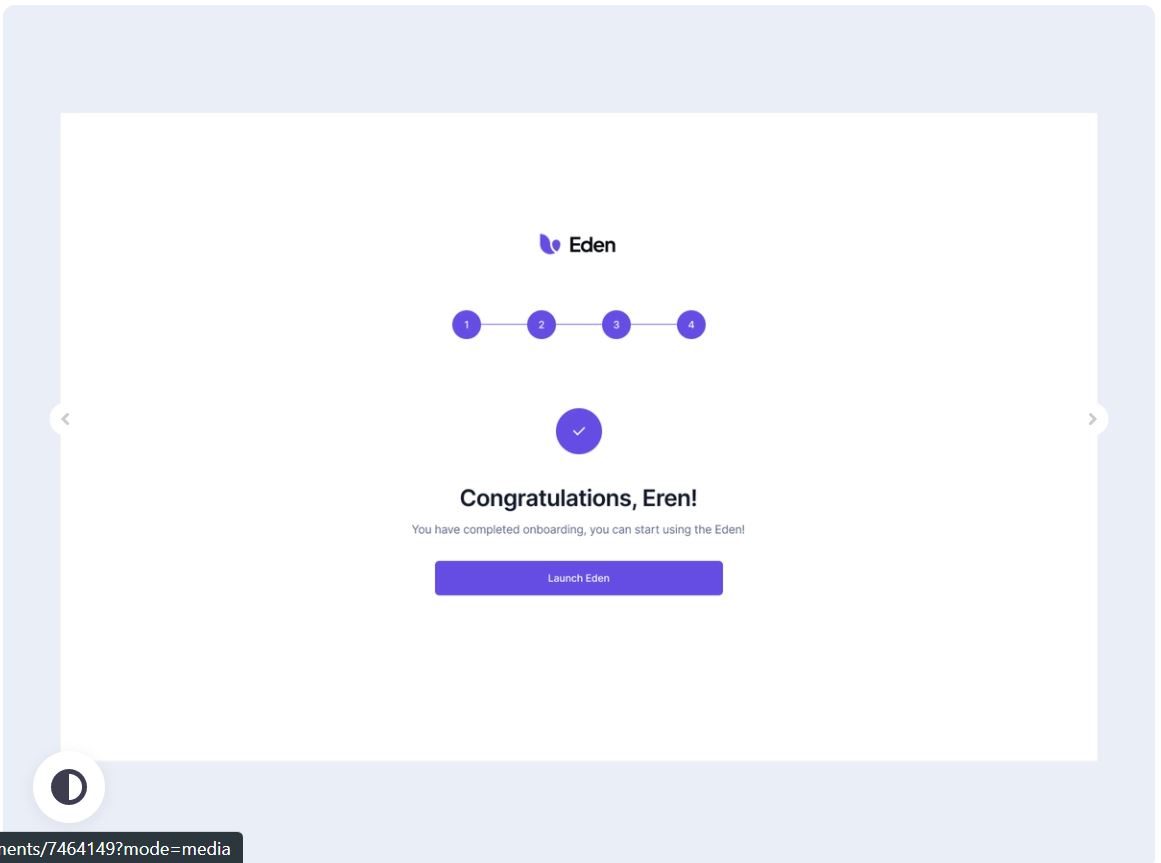 Eden
1 2 3 4
Congratulations, Eren!
You have completed onboarding, you can start using the Eden!
Launch Eden
ents/7464149?mode=media